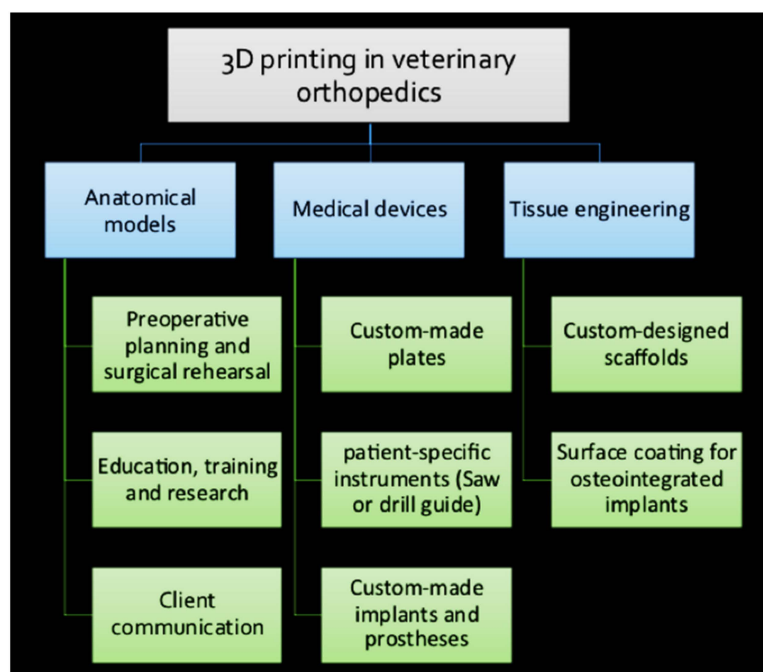 3D printing in veterinary
orthopedics
Anatomical
models
Medical devices
Tissue engineering
Preoperative
planning and
surgical rehearsal
Custom-made
plates
Custom-designed
scaffolds
Education, training
and research
patient-specific
instruments (Saw
or drill guide)
Surface coating for
osteointegrated
implants
Client
communication
Custom-made
implants and
prostheses